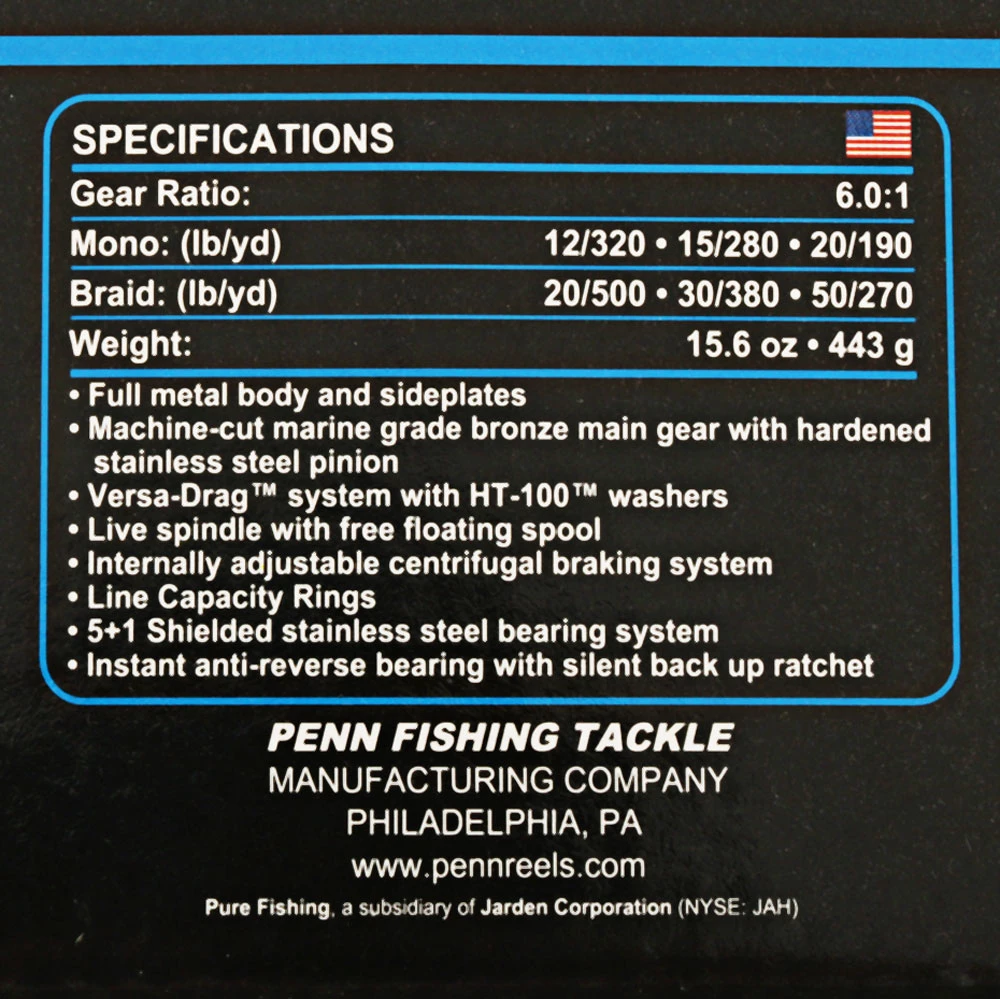 SPECIFICATIONS
Gear Ratio: 6.0:1
Mono: (lb/yd) 12/320 • 15/280 • 20/190
Braid: (lb/yd) 20/500 • 30/380 • 50/270
Weight: 15.6 oz • 443 g
• Full metal body and sideplates
• Machine-cut marine grade bronze main gear with hardened
stainless steel pinion
• Versa-Drag™ system with HT-100™ washers
• Live spindle with free floating spool
• Internally adjustable centrifugal braking system
• Line Capacity Rings
• 5+1 Shielded stainless steel bearing system
• Instant anti-reverse bearing with silent back up ratchet
PENN FISHING TACKLE
MANUFACTURING COMPANY
PHILADELPHIA, PA
www.pennreels.com
Pure Fishing, a subsidiary of Jarden Corporation (NYSE: JAH)